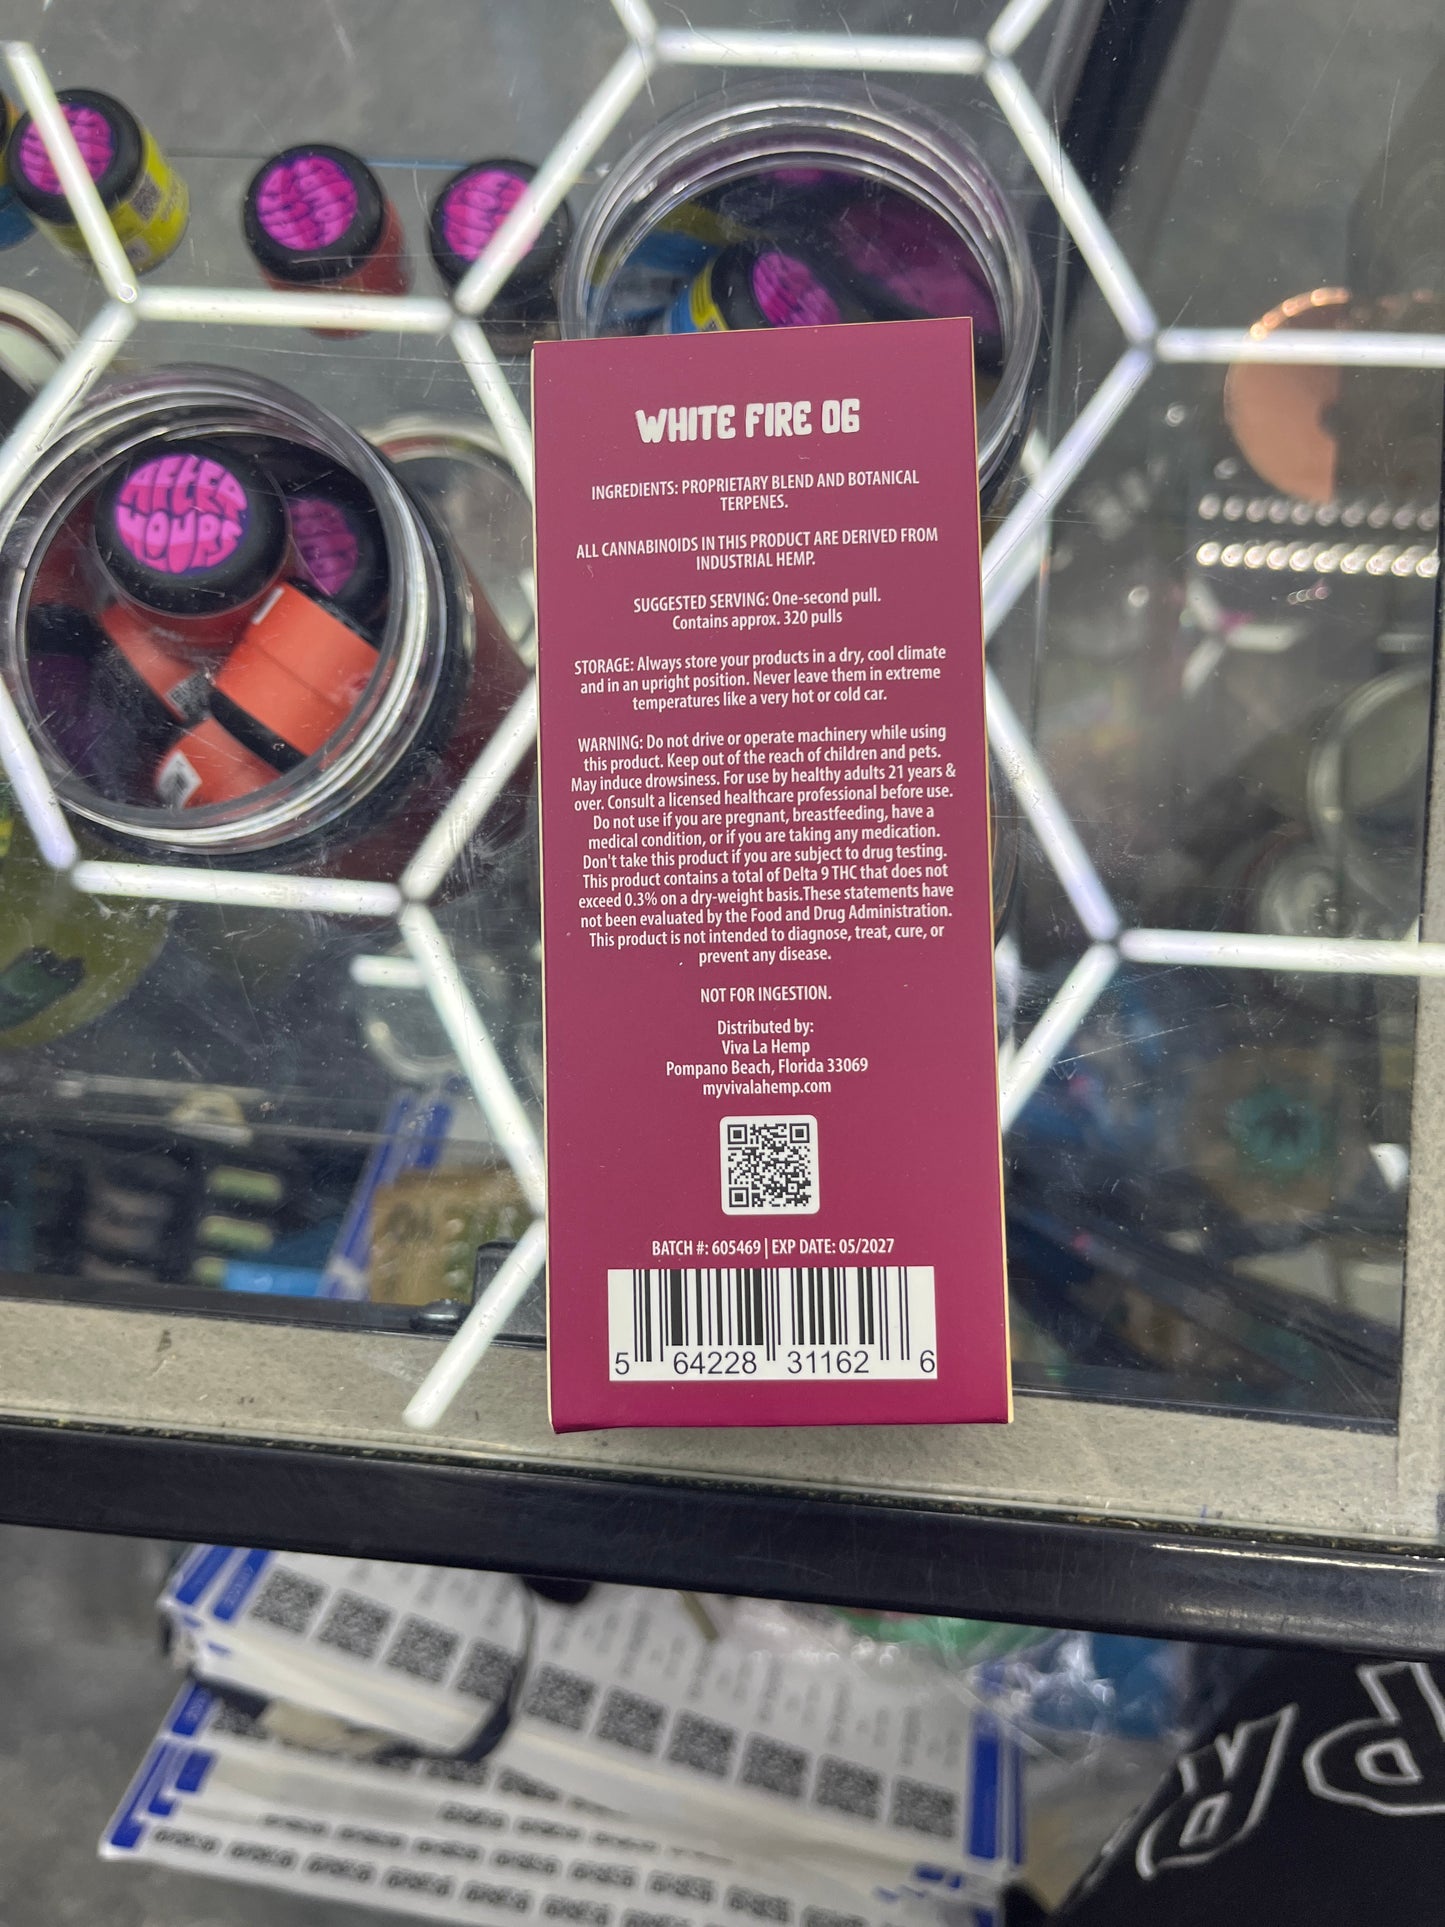 AFTER
HOURS
WHITE FIRE OG
INGREDIENTS: PROPRIETARY BLEND AND BOTANICAL
TERPENES.
ALL CANNABINOIDS IN THIS PRODUCT ARE DERIVED FROM
INDUSTRIAL HEMP.
SUGGESTED SERVING: One-second pull.
Contains approx. 320 pulls
STORAGE: Always store your products in a dry, cool climate
and in an upright position. Never leave them in extreme
temperatures like a very hot or cold car.
WARNING: Do not drive or operate machinery while using
this product. Keep out of the reach of children and pets.
May induce drowsiness. For use by healthy adults 21 years &
over. Consult a licensed healthcare professional before use.
Do not use if you are pregnant, breastfeeding, have a
medical condition, or if you are taking any medication.
Don't take this product if you are subject to drug testing.
This product contains a total of Delta 9 THC that does not
exceed 0.3% on a dry-weight basis.These statements have
not been evaluated by the Food and Drug Administration.
This product is not intended to diagnose, treat, cure, or
prevent any disease.
NOT FOR INGESTION.
Distributed by:
Viva La Hemp
Pompano Beach, Florida 33069
myvivalahemp.com
BATCH #: 605469 | EXP DATE: 05/2027
5 64228 31162 6